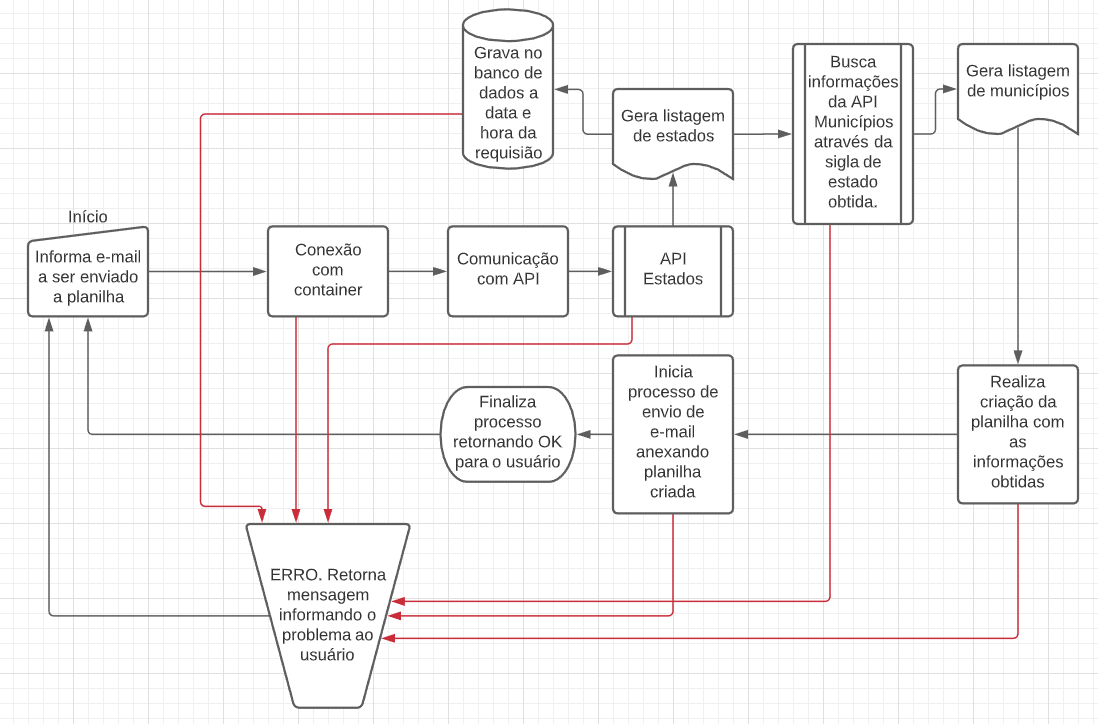 Grava no
banco de
dados a
data e
hora da
requisião
Gera listagem
de estados
Busca
informações
da API
Municípios
através da
sigla de
estado
obtida.
Gera listagem
de municípios
Início
Informa e-mail
a ser enviado
a planilha
Conexão
com
container
Comunicação
com API
API
Estados
Finaliza
processo
retornando OK
para o usuário
Inicia
processo de
envio de
e-mail
anexando
planilha
criada
Realiza
criação da
planilha com
as
informações
obtidas
ERRO. Retorna
mensagem
informando o
problema ao
usuário